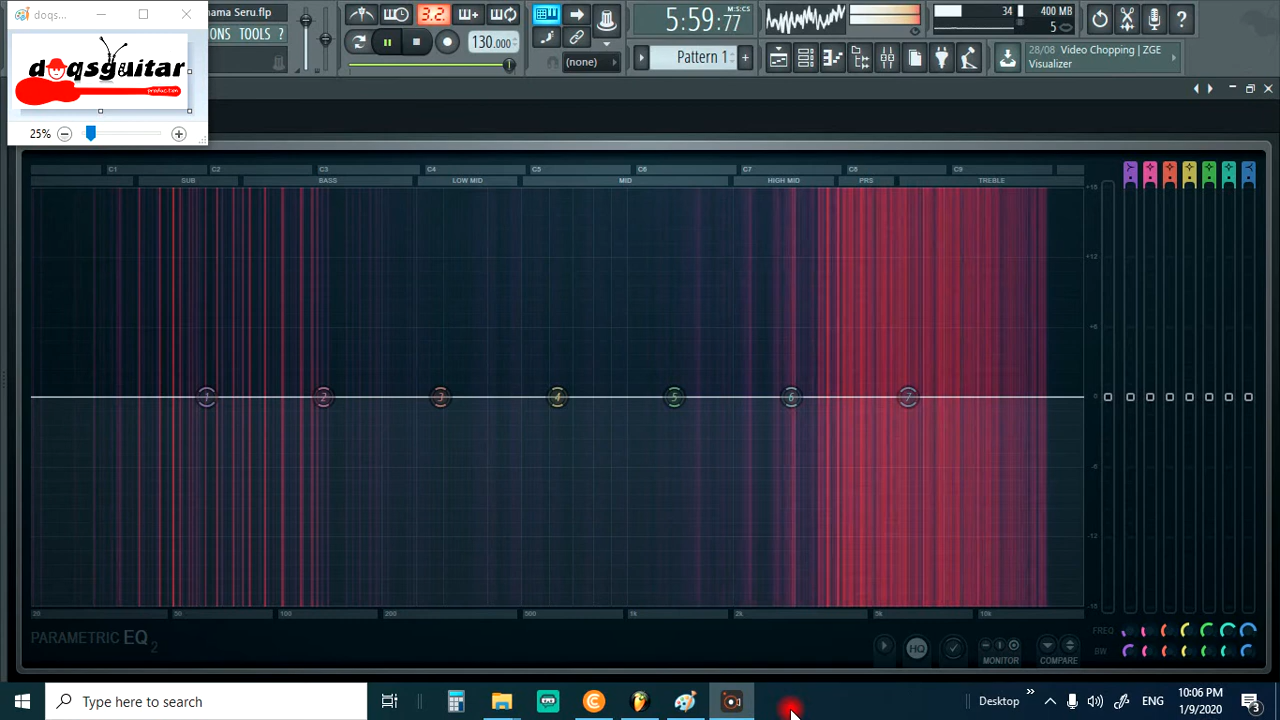 doqs...
nama Seru.flp
3.2
5:59:77
M:S:CS
34
400 MB
5
ONS TOOLS ?
130.000
(none)
Pattern 1
28/08 Video Chopping | ZGE
Visualizer
doqsguitar
production
25%
C1 C2 C3 C4 C5 C6 C7 C8 C9
SUB BASS LOW MID MID HIGH MID PRS TREBLE
+12
+6
1 2 3 4 5 6 7
0
-6
-12
50 100 200 500 1k 2k 5k 10k
PARAMETRIC EQ 2
HQ
MONITOR
COMPARE
FREQ
BW
Type here to search
Desktop
ENG
10:06 PM
1/9/2020
3